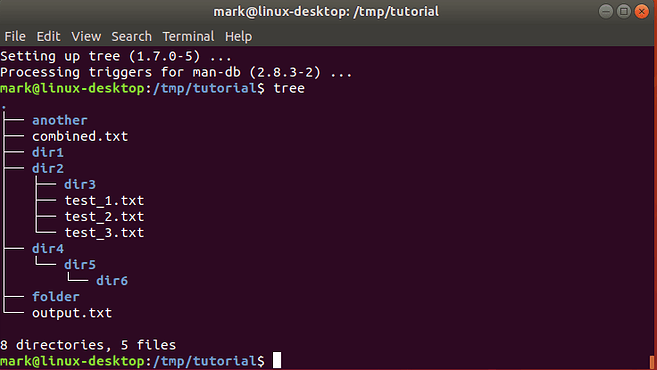 mark@linux-desktop: /tmp/tutorial
File Edit View Search Terminal Help
Setting up tree (1.7.0-5) ...
Processing triggers for man-db (2.8.3-2) ...
mark@linux-desktop:/tmp/tutorial$ tree
.
├── another
├── combined.txt
├── dir1
├── dir2
│   ├── dir3
│   ├── test_1.txt
│   ├── test_2.txt
│   └── test_3.txt
├── dir4
│   └── dir5
│       └── dir6
├── folder
└── output.txt
8 directories, 5 files
mark@linux-desktop:/tmp/tutorial$